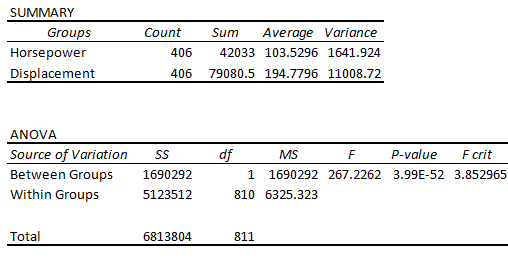 SUMMARY
Groups Count Sum Average Variance
Horsepower 406 42033 103.5296 1641.924
Displacement 406 79080.5 194.7796 11008.72
ANOVA
Source of Variation SS df MS F P-value F crit
Between Groups 1690292 1 1690292 267.2262 3.99E-52 3.852965
Within Groups 5123512 810 6325.323
Total 6813804 811